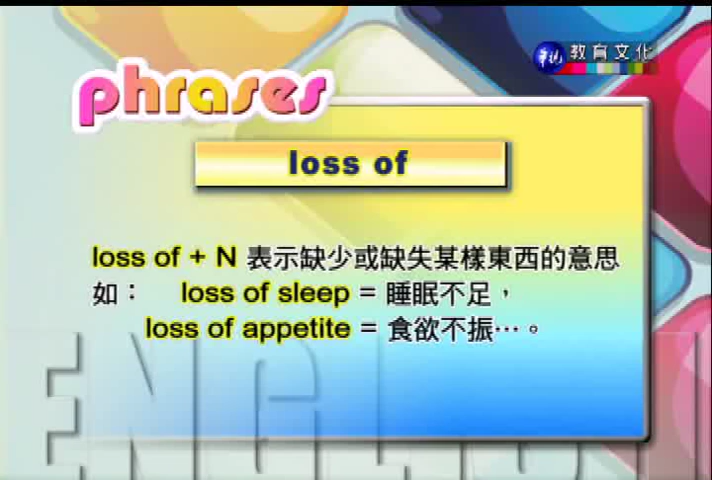 華視 教育文化
phrases
loss of
loss of + N 表示缺少或缺失某樣東西的意思
如： loss of sleep = 睡眠不足，
loss of appetite = 食欲不振…。
ENGLISH